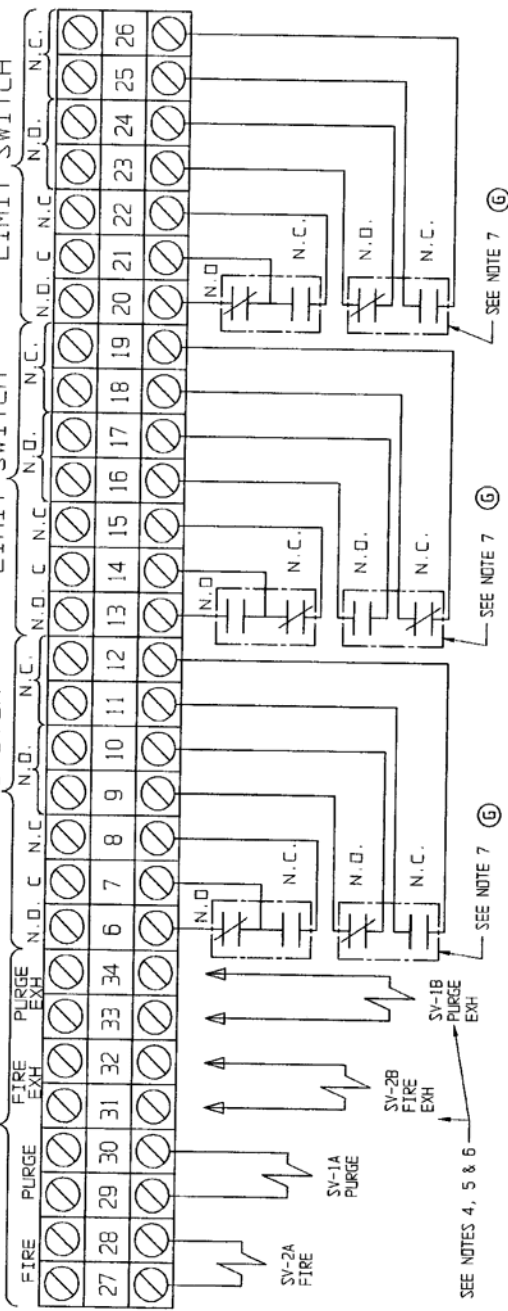 LIMIT SWITCH LIMIT SWITCH
FIRE PURGE FIRE EXH PURGE EXH N.O. C N.C N.O. N.C. N.O. C N.C N.O. N.C. N.O. C N.C N.O. N.C.
27 28 29 30 31 32 33 34 6 7 8 9 10 11 12 13 14 15 16 17 18 19 20 21 22 23 24 25 26
N.O N.O N.O
N.C. N.C. N.C.
N.O. N.O. N.O.
N.C. N.C. N.C.
SV-2A
FIRE
SV-1A
PURGE
SV-2B
FIRE
EXH
SV-1B
PURGE
EXH
SEE NOTES 4, 5 & 6
SEE NOTE 7 G
SEE NOTE 7 G
SEE NOTE 7 G